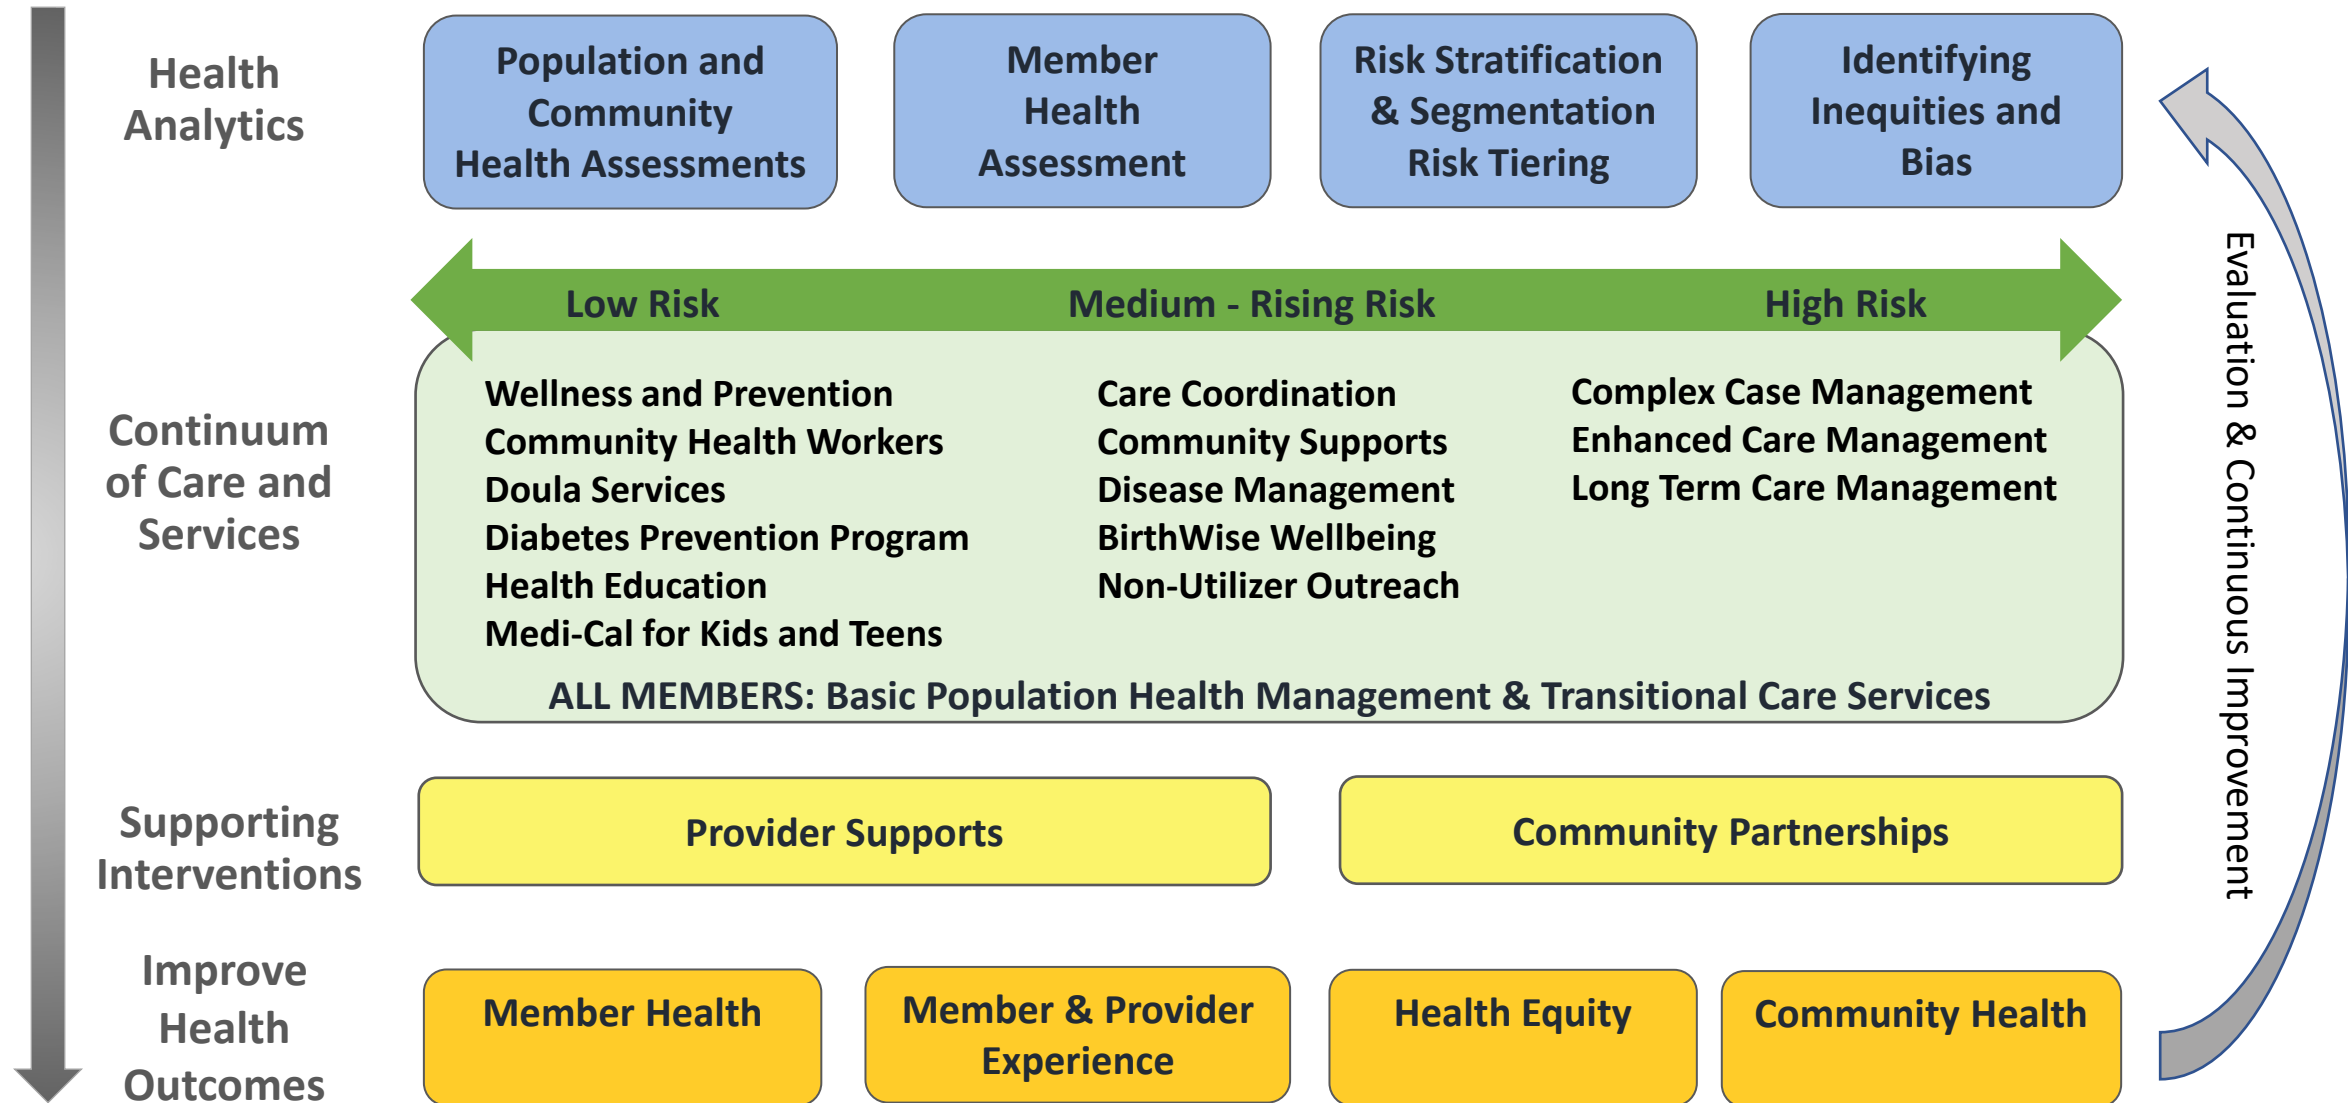 Health
Analytics
Population and
Community
Health Assessments
Member
Health
Assessment
Risk Stratification
& Segmentation
Risk Tiering
Identifying
Inequities and
Bias
Low Risk
Medium - Rising Risk
High Risk
Continuum
of Care and
Services
Wellness and Prevention
Community Health Workers
Doula Services
Diabetes Prevention Program
Health Education
Medi-Cal for Kids and Teens
Care Coordination
Community Supports
Disease Management
BirthWise Wellbeing
Non-Utilizer Outreach
Complex Case Management
Enhanced Care Management
Long Term Care Management
ALL MEMBERS: Basic Population Health Management & Transitional Care Services
Supporting
Interventions
Provider Supports
Community Partnerships
Improve
Health
Outcomes
Member Health
Member & Provider
Experience
Health Equity
Community Health
Evaluation & Continuous Improvement